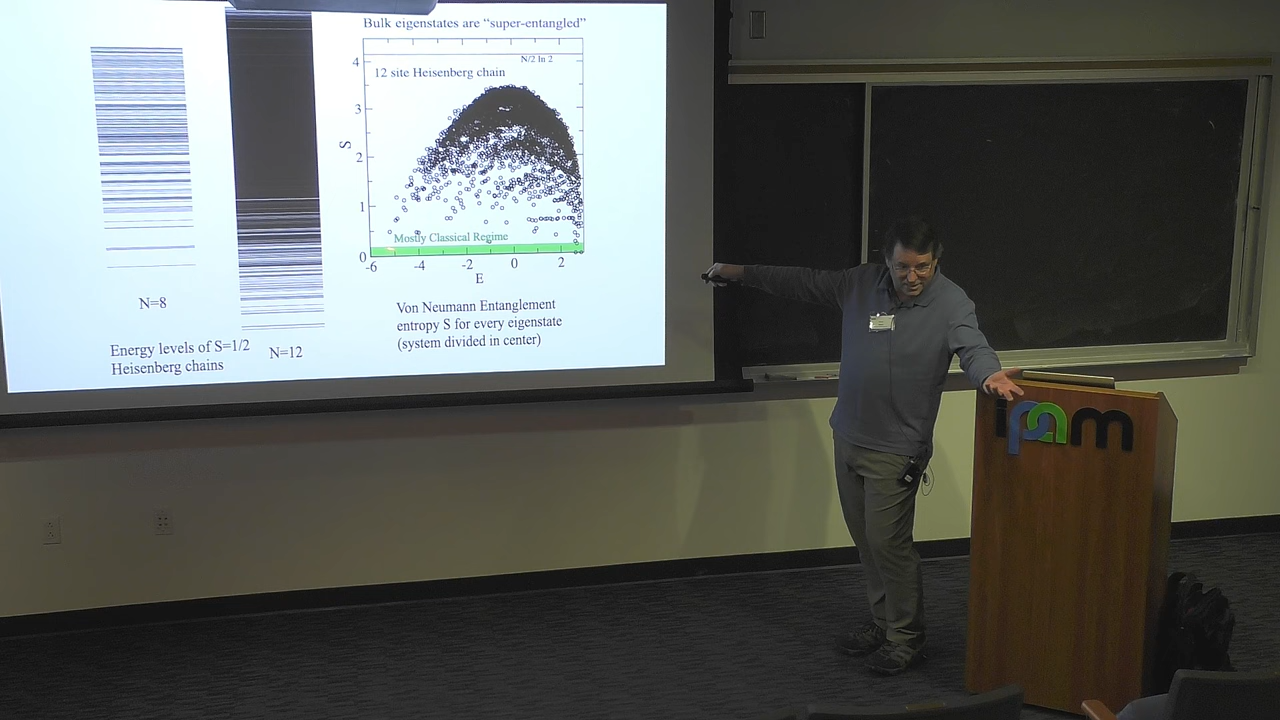 Bulk eigenstates are "super-entangled"
N/2 ln 2
12 site Heisenberg chain
4
3
2
1
0
S
Mostly Classical Regime
-6
-4
-2
0
2
E
N=8
Von Neumann Entanglement
entropy S for every eigenstate
(system divided in center)
Energy levels of S=1/2
Heisenberg chains
N=12
ipam